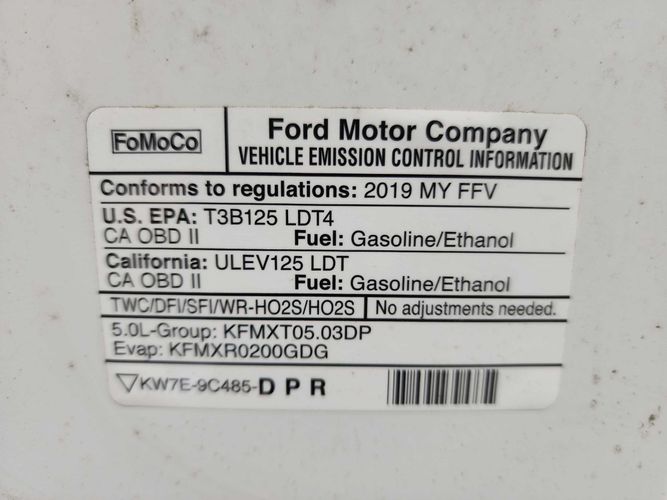 FoMoCo
Ford Motor Company
VEHICLE EMISSION CONTROL INFORMATION
Conforms to regulations: 2019 MY FFV
U.S. EPA: T3B125 LDT4
CA OBD II Fuel: Gasoline/Ethanol
California: ULEV125 LDT
CA OBD II Fuel: Gasoline/Ethanol
TWC/DFI/SFI/WR-HO2S/HO2S No adjustments needed.
5.0L-Group: KFMXT05.03DP
Evap: KFMXR0200GDG
▽KW7E-9C485-D P R